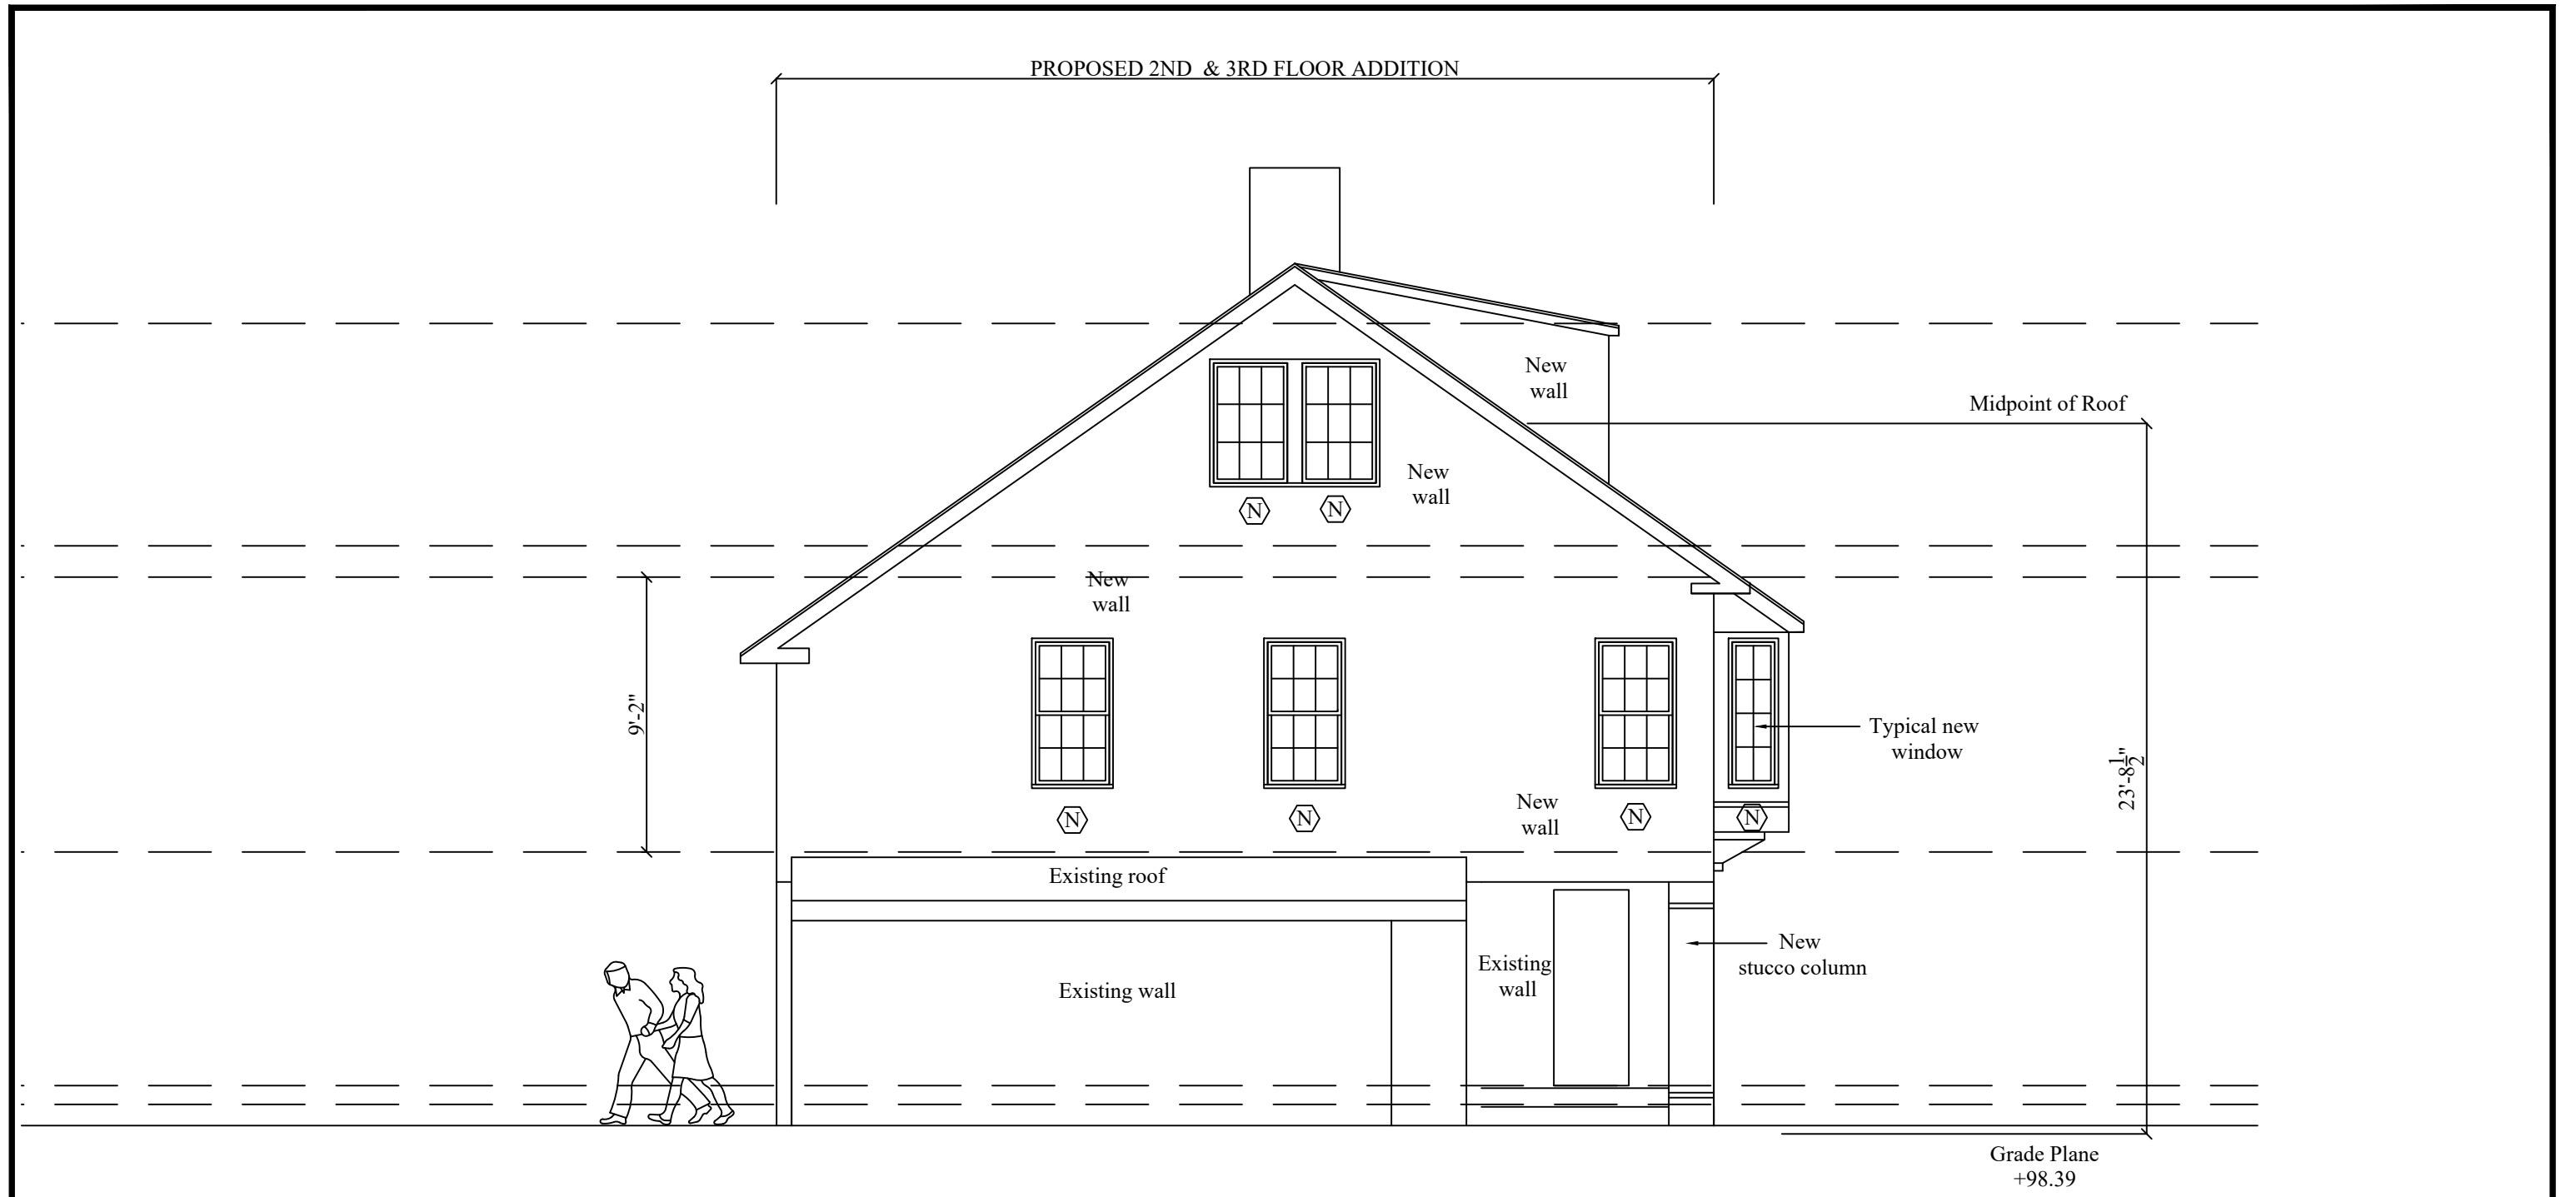 PROPOSED 2ND & 3RD FLOOR ADDITION
New
wall
Midpoint of Roof
New
wall
N
N
New
wall
9'-2"
Typical new
window
23'-8 1/2"
New
wall
N
N
N
N
Existing roof
New
stucco column
Existing
wall
Existing wall
Grade Plane
+98.39